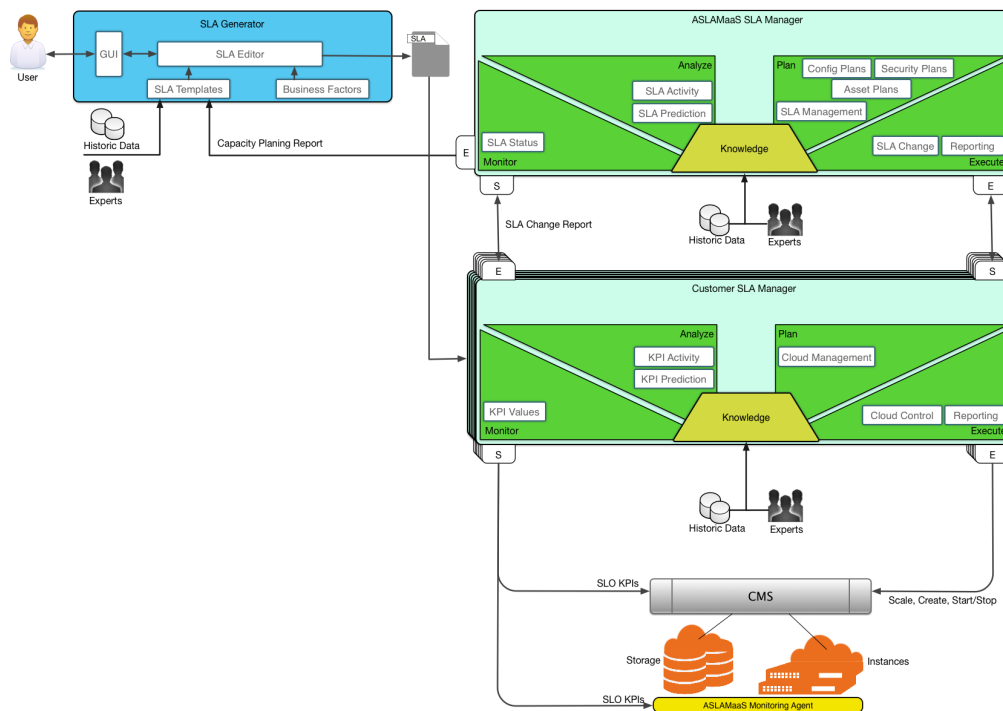 SLA Generator
GUI
SLA Editor
SLA Templates
Business Factors
User
SLA
Historic Data
Experts
Capacity Planing Report
ASLAMaaS SLA Manager
Analyze
Plan
Config Plans
Security Plans
SLA Activity
Asset Plans
SLA Prediction
SLA Management
SLA Status
Knowledge
SLA Change
Reporting
Monitor
Execute
E
S
E
SLA Change Report
Historic Data
Experts
E
S
Customer SLA Manager
Analyze
Plan
KPI Activity
Cloud Management
KPI Prediction
KPI Values
Knowledge
Cloud Control
Reporting
Monitor
Execute
S
E
Historic Data
Experts
SLO KPIs
CMS
Scale, Create, Start/Stop
Storage
Instances
SLO KPIs
ASLAMaaS Monitoring Agent